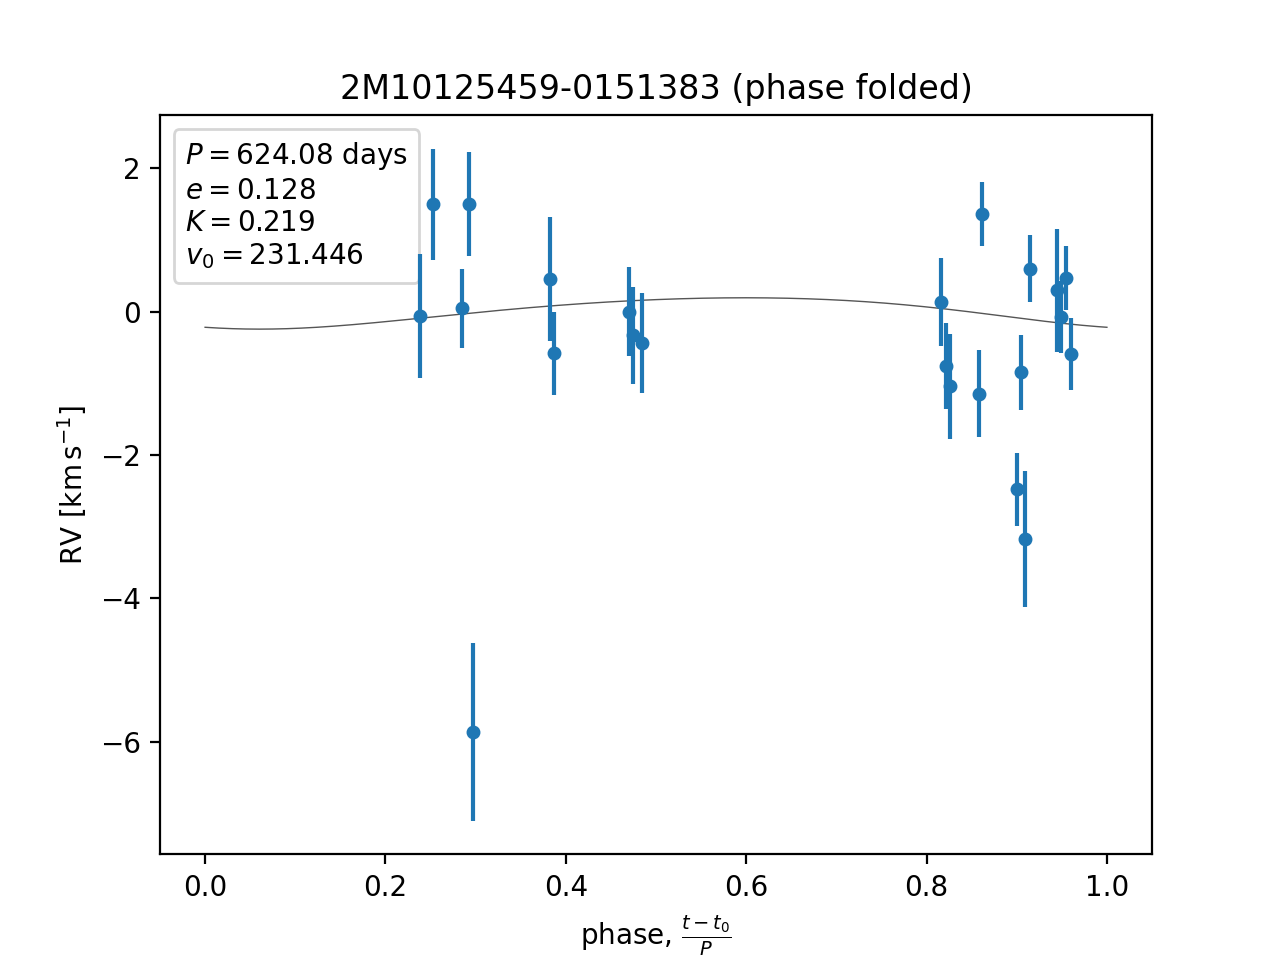 2M10125459-0151383 (phase folded)
P = 624.08 days
e = 0.128
K = 0.219
v₀ = 231.446
2
0
−2
−4
−6
RV [km s⁻¹]
0.0 0.2 0.4 0.6 0.8 1.0
phase, (t − t₀)/P